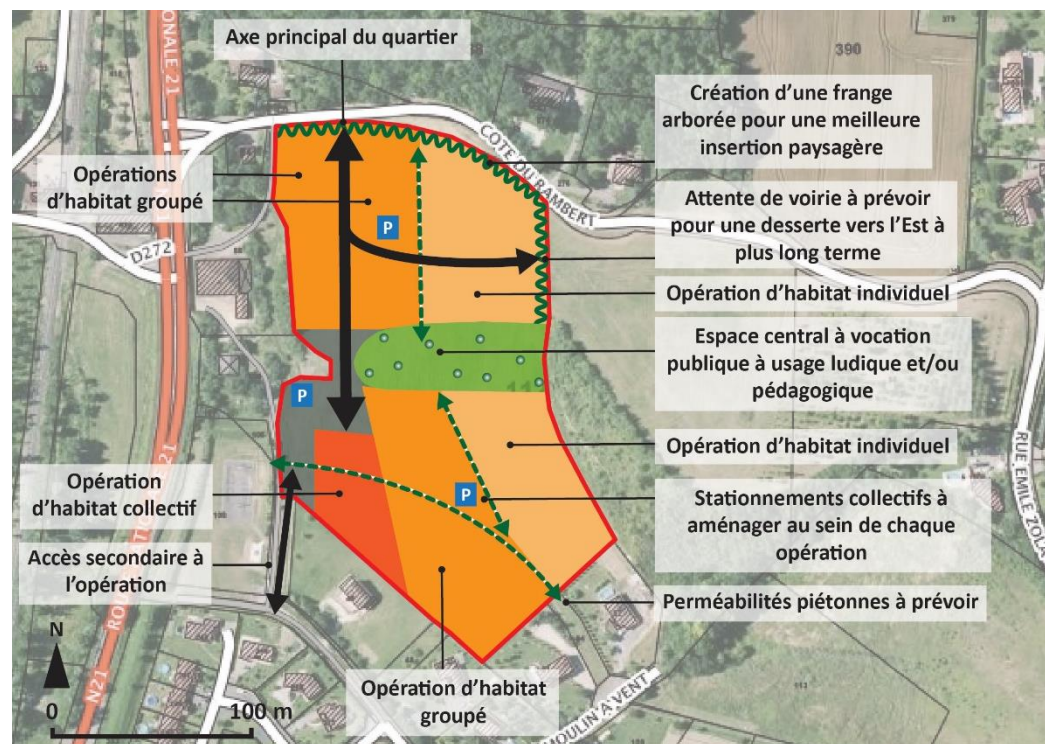 Axe principal du quartier
390
Création d’une frange
arborée pour une meilleure
insertion paysagère
COTE DU RAMBERT
Opérations
d’habitat groupé
P
Attente de voirie à prévoir
pour une desserte vers l’Est à
plus long terme
D272
Opération d’habitat individuel
Espace central à vocation
publique à usage ludique et/ou
pédagogique
P
Opération d’habitat individuel
RUE EMILE ZOLA
Opération
d’habitat collectif
P
Stationnements collectifs à
aménager au sein de chaque
opération
Accès secondaire à
l’opération
Perméabilités piétonnes à prévoir
N
N21
0 100 m
Opération d’habitat
groupé
MOULIN A VENT